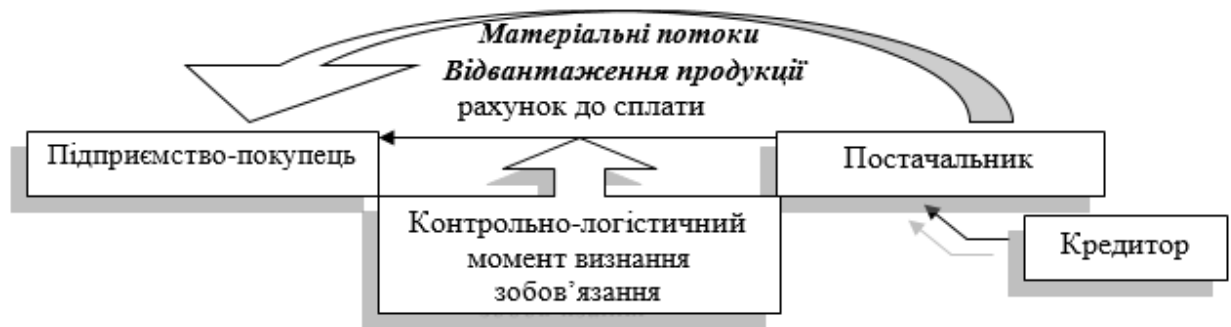 Матеріальні потоки
Відвантаження продукції
рахунок до сплати
Підприємство-покупець
Постачальник
Контрольно-логістичний
момент визнання
зобов’язання
Кредитор